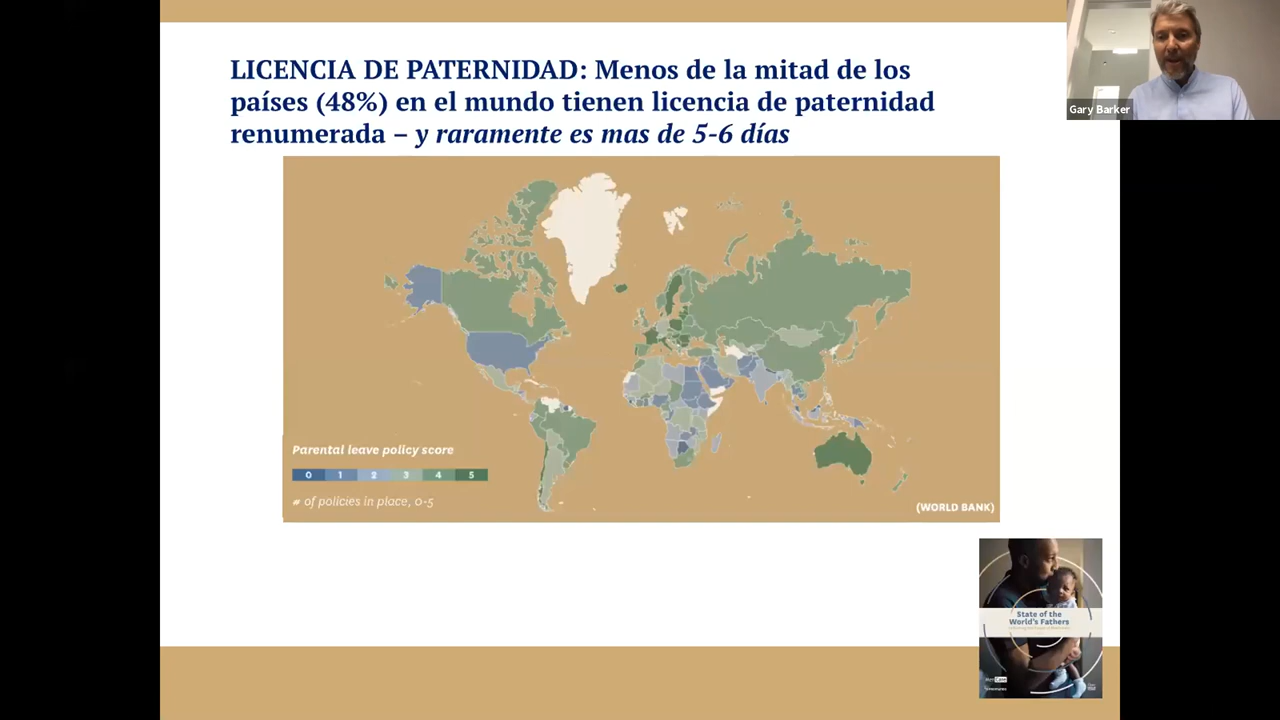 LICENCIA DE PATERNIDAD: Menos de la mitad de los
países (48%) en el mundo tienen licencia de paternidad
renumerada – y raramente es mas de 5-6 días
Gary Barker
Parental leave policy score
0 1 2 3 4 5
# of policies in place, 0-5
(WORLD BANK)
State of the
World's Fathers